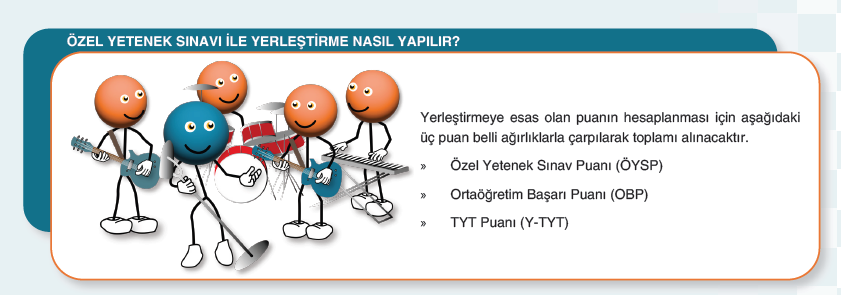 ÖZEL YETENEK SINAVI İLE YERLEŞTİRME NASIL YAPILIR?
Yerleştirmeye esas olan puanın hesaplanması için aşağıdaki
üç puan belli ağırlıklarla çarpılarak toplamı alınacaktır.
» Özel Yetenek Sınav Puanı (ÖYSP)
» Ortaöğretim Başarı Puanı (OBP)
» TYT Puanı (Y-TYT)